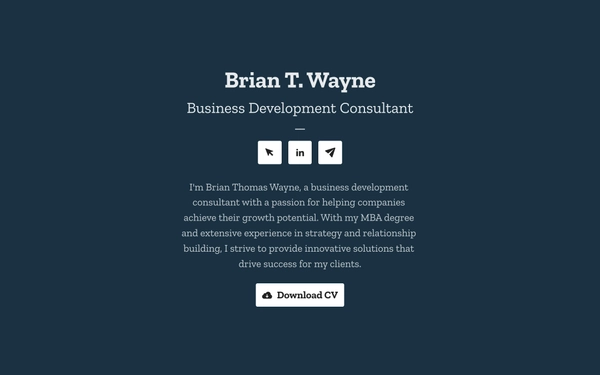 Brian T. Wayne
Business Development Consultant
—
in
I'm Brian Thomas Wayne, a business development
consultant with a passion for helping companies
achieve their growth potential. With my MBA degree
and extensive experience in strategy and relationship
building, I strive to provide innovative solutions that
drive success for my clients.
Download CV